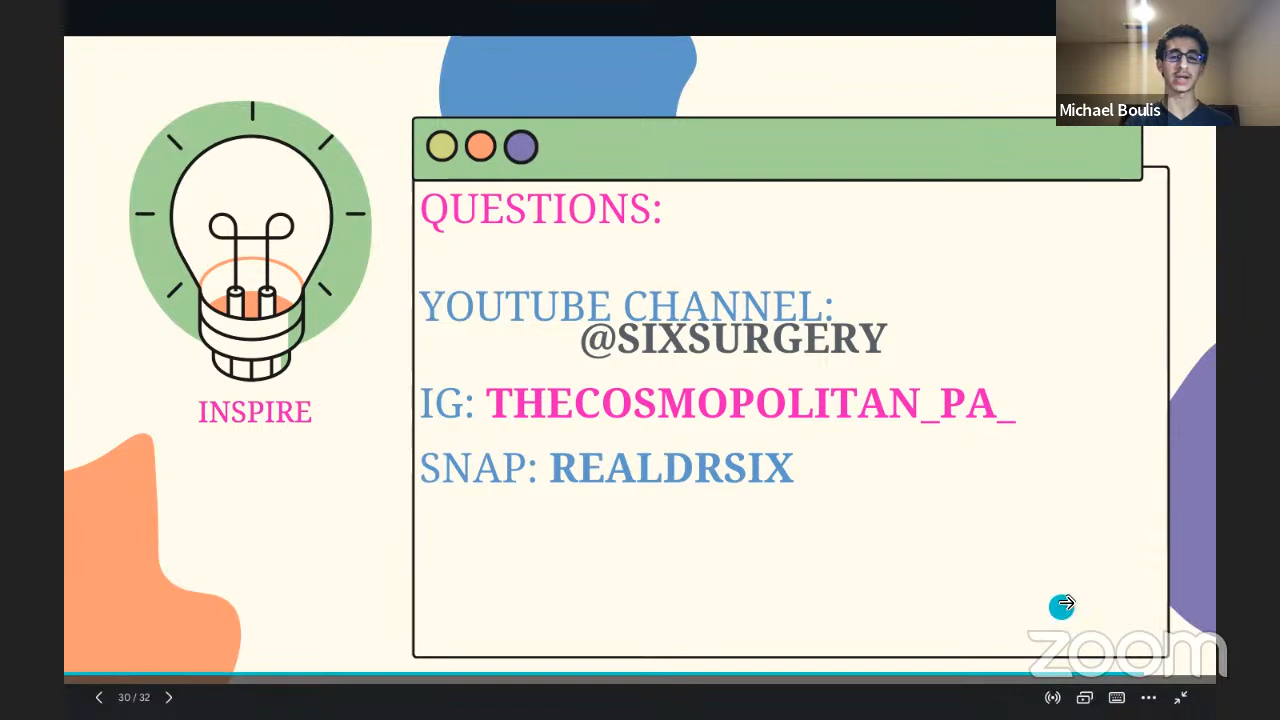 Michael Boulis
QUESTIONS:
YOUTUBE CHANNEL:
@SIXSURGERY
IG: THECOSMOPOLITAN_PA_
SNAP: REALDRSIX
INSPIRE
zoom
30 / 32